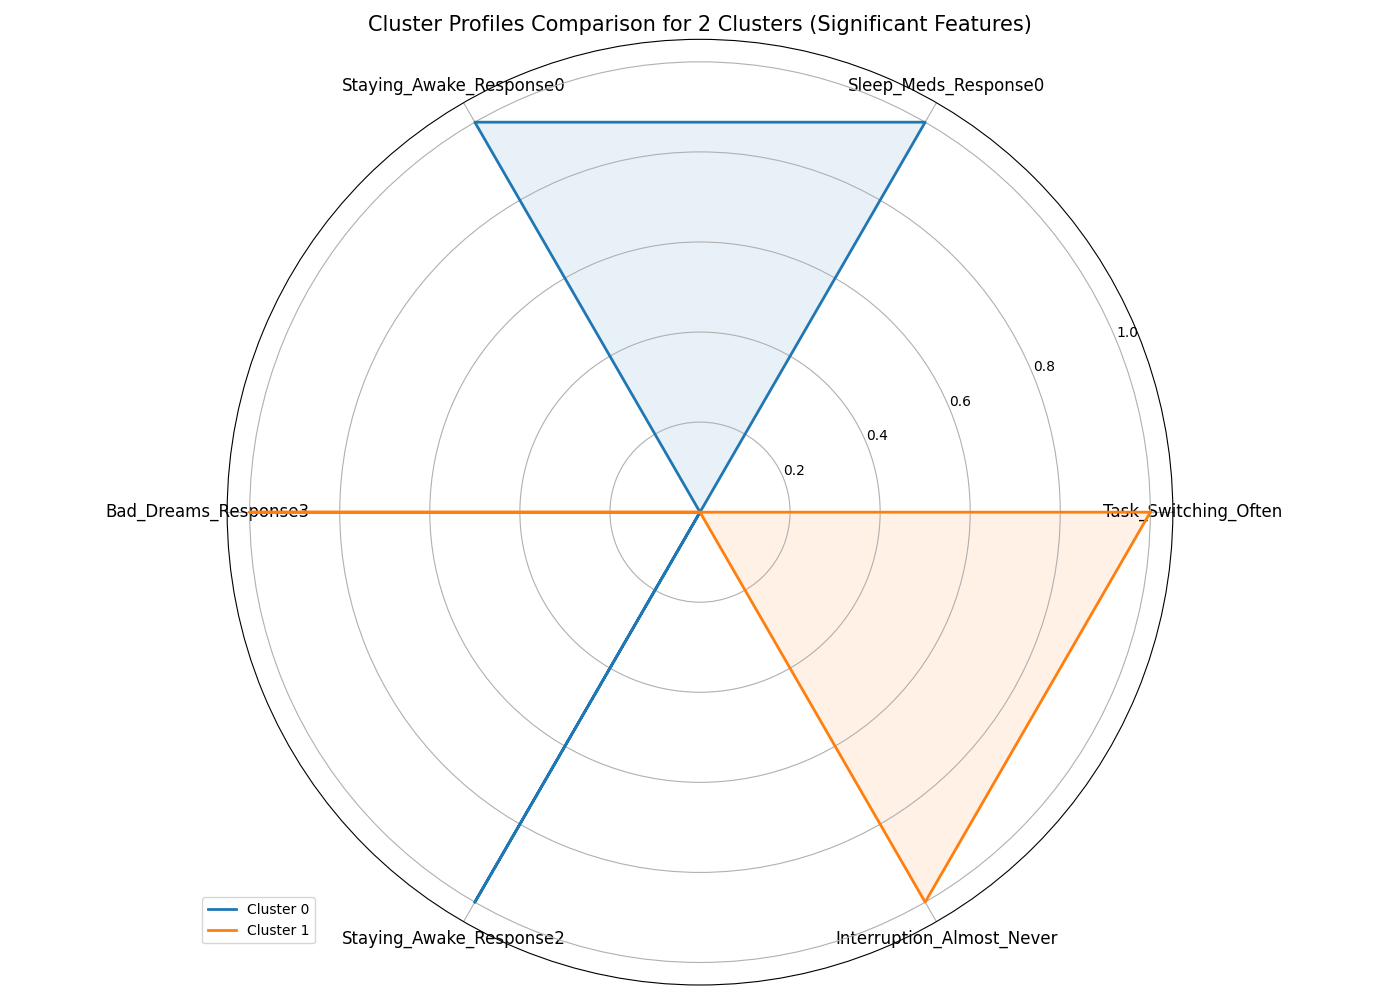 Cluster Profiles Comparison for 2 Clusters (Significant Features)
Staying_Awake_Response0
Sleep_Meds_Response0
1.0
0.8
0.6
0.4
0.2
Bad_Dreams_Response3
Task_Switching_Often
Cluster 0
Cluster 1
Staying_Awake_Response2
Interruption_Almost_Never